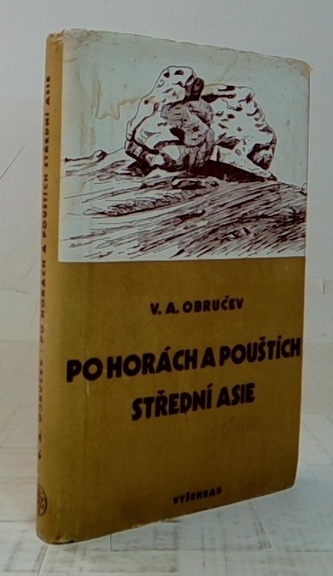 V. A. OBRUČEV
PO HORÁCH A POUŠTÍCH
STŘEDNÍ ASIE
VYŠEHRAD
V. A. OBRUČEV • PO HORÁCH A POUŠTÍCH STŘEDNÍ ASIE